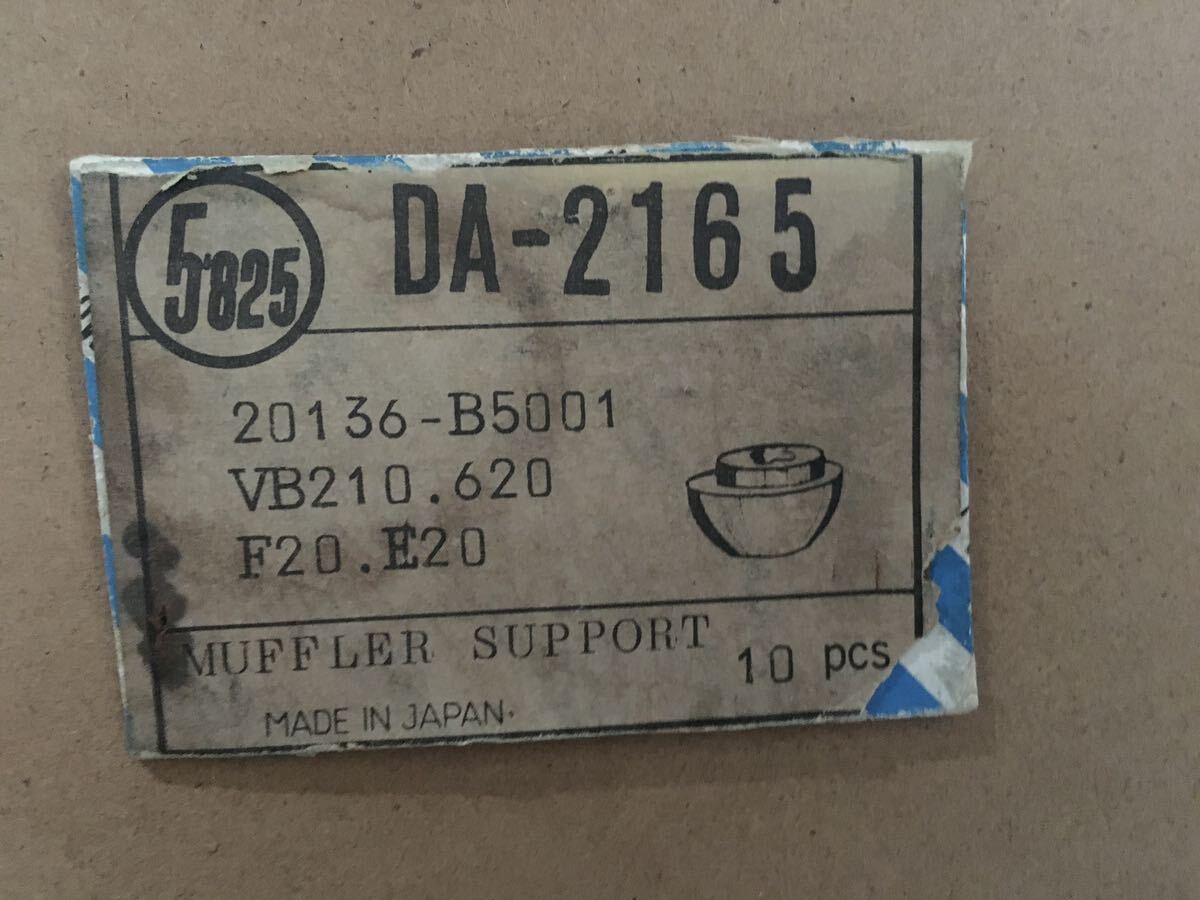 5825
DA-2165
20136-B5001
VB210.620
F20.E20
MUFFLER SUPPORT
10 pcs
MADE IN JAPAN.